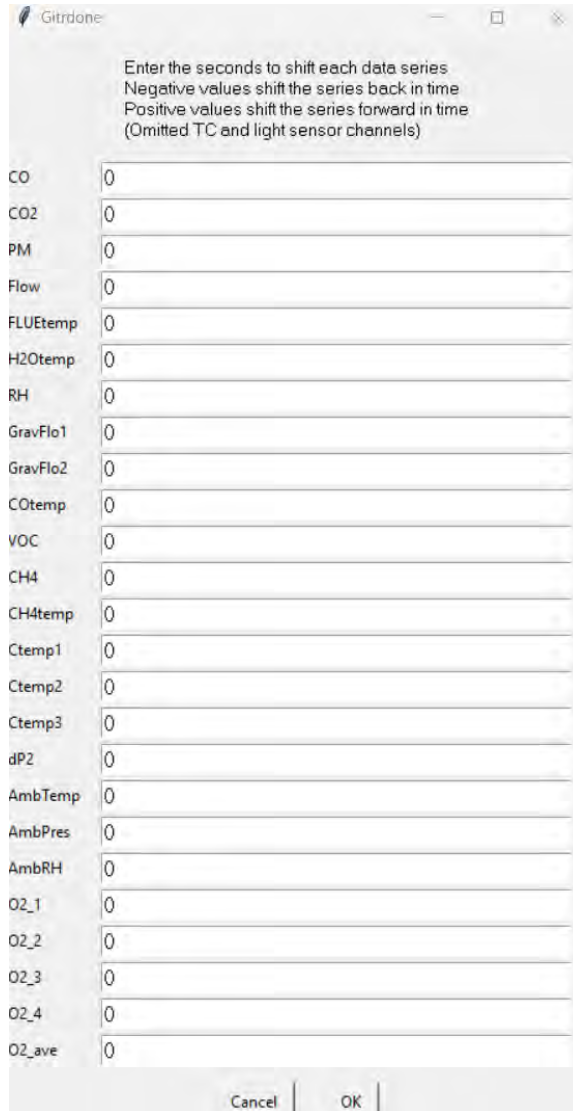 Gitrdone
Enter the seconds to shift each data series
Negative values shift the series back in time
Positive values shift the series forward in time
(Omitted TC and light sensor channels)
CO 0
CO2 0
PM 0
Flow 0
FLUEtemp 0
H2Otemp 0
RH 0
GravFlo1 0
GravFlo2 0
COtemp 0
VOC 0
CH4 0
CH4temp 0
Ctemp1 0
Ctemp2 0
Ctemp3 0
dP2 0
AmbTemp 0
AmbPres 0
AmbRH 0
O2_1 0
O2_2 0
O2_3 0
O2_4 0
O2_ave 0
Cancel OK